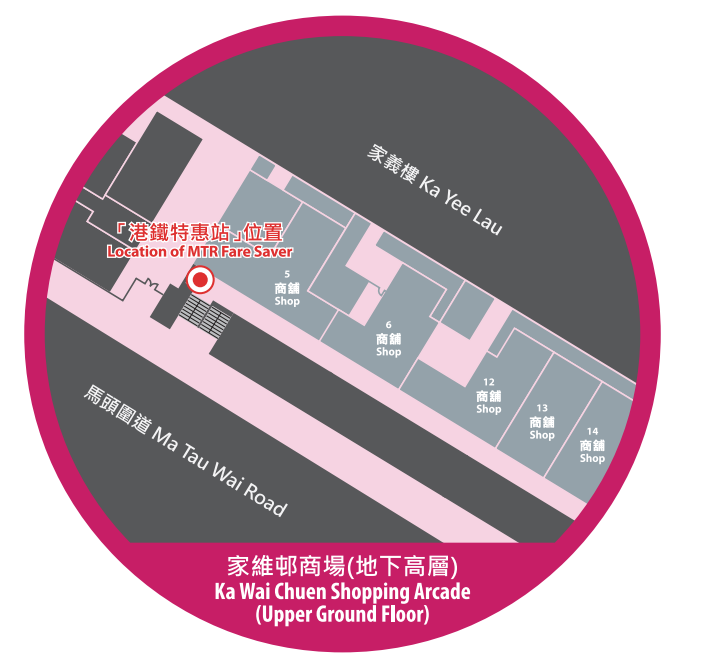 家義樓 Ka Yee Lau
「港鐵特惠站」位置
Location of MTR Fare Saver
5
商舖
Shop
6
商舖
Shop
12
商舖
Shop
13
商舖
Shop
14
商舖
Shop
馬頭圍道 Ma Tau Wai Road
家維邨商場(地下高層)
Ka Wai Chuen Shopping Arcade
(Upper Ground Floor)